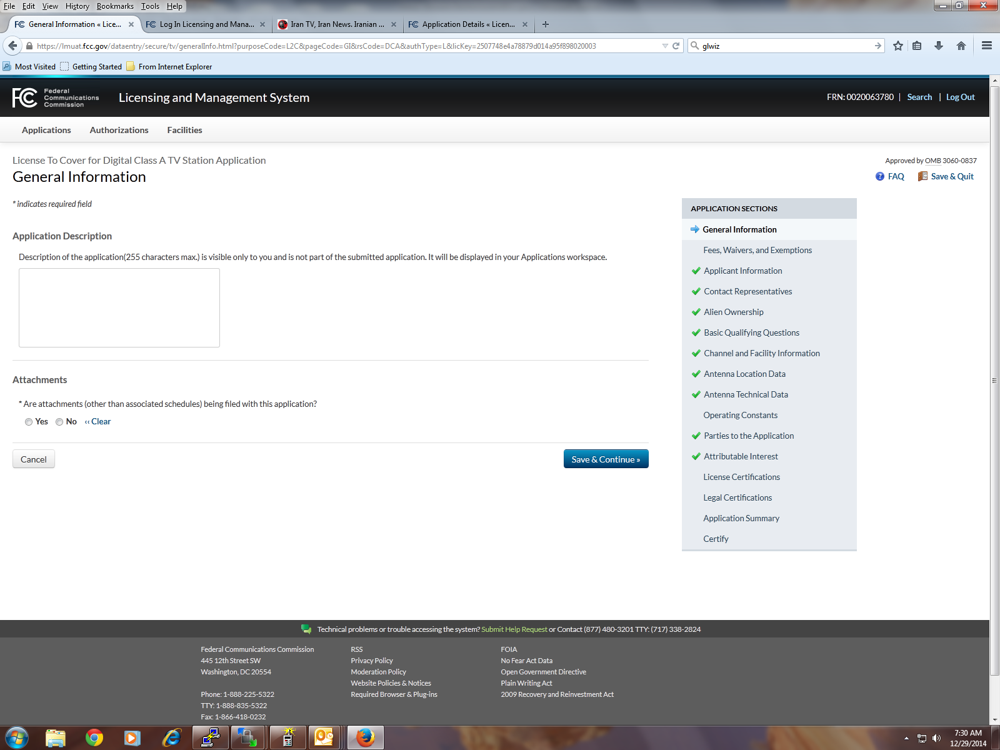 File Edit View History Bookmarks Tools Help
General Information « Lice... Log In Licensing and Mana... Iran TV, Iran News. Iranian ... Application Details « Licen...
https://lmuat.fcc.gov/dataentry/secure/tv/generalInfo.html?purposeCode=L2C&pageCode=GI&rsCode=DCA&authType=L&licKey=2507748e4a78879d014a95f898020003 glwiz
Most Visited Getting Started From Internet Explorer
FCC Federal Communications Commission
Licensing and Management System
FRN: 0020063780 | Search | Log Out
Applications Authorizations Facilities
License To Cover for Digital Class A TV Station Application
General Information
Approved by OMB 3060-0837
FAQ Save & Quit
* indicates required field
Application Description
Description of the application(255 characters max.) is visible only to you and is not part of the submitted application. It will be displayed in your Applications workspace.
Attachments
* Are attachments (other than associated schedules) being filed with this application?
Yes No ‹‹ Clear
Cancel Save & Continue »
APPLICATION SECTIONS
General Information
Fees, Waivers, and Exemptions
Applicant Information
Contact Representatives
Alien Ownership
Basic Qualifying Questions
Channel and Facility Information
Antenna Location Data
Antenna Technical Data
Operating Constants
Parties to the Application
Attributable Interest
License Certifications
Legal Certifications
Application Summary
Certify
Technical problems or trouble accessing the system? Submit Help Request or Contact (877) 480-3201 TTY: (717) 338-2824
Federal Communications Commission
445 12th Street SW
Washington, DC 20554
Phone: 1-888-225-5322
TTY: 1-888-835-5322
Fax: 1-866-418-0232
RSS
Privacy Policy
Moderation Policy
Website Policies & Notices
Required Browser & Plug-ins
FOIA
No Fear Act Data
Open Government Directive
Plain Writing Act
2009 Recovery and Reinvestment Act
7:30 AM
12/29/2014